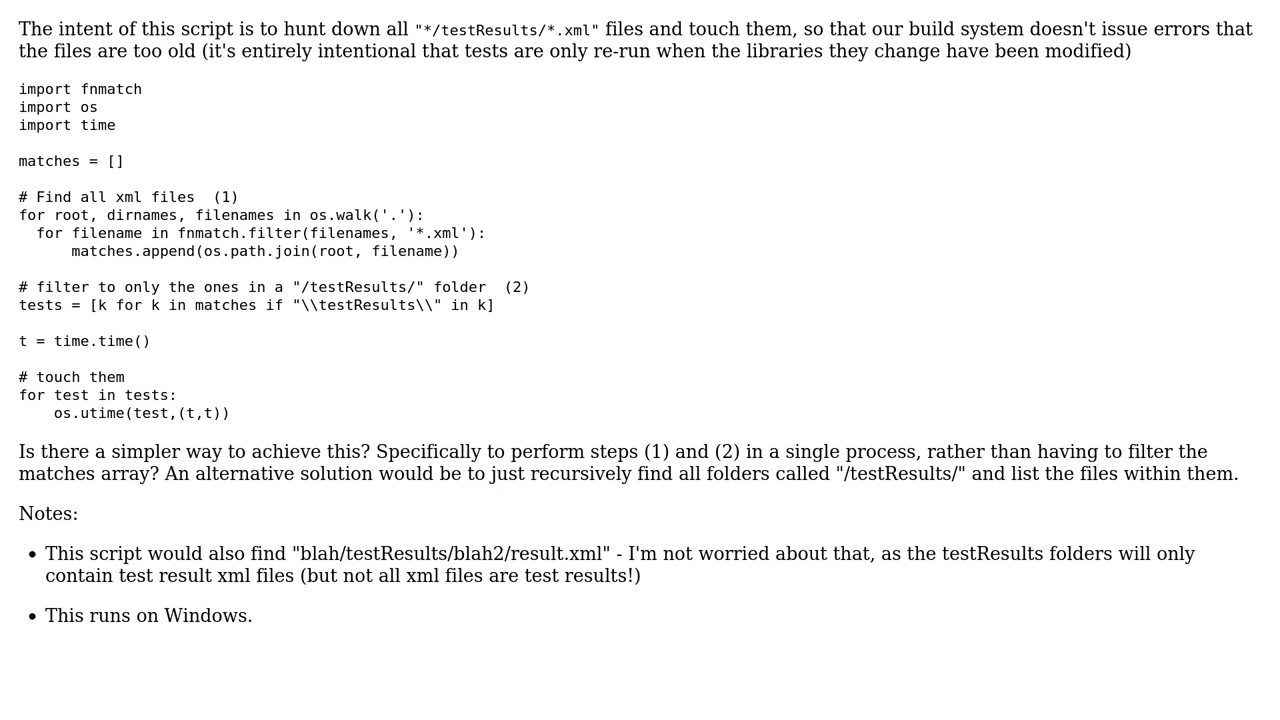 The intent of this script is to hunt down all "*/testResults/*.xml" files and touch them, so that our build system doesn't issue errors that
the files are too old (it's entirely intentional that tests are only re-run when the libraries they change have been modified)
import fnmatch
import os
import time
matches = []
# Find all xml files  (1)
for root, dirnames, filenames in os.walk('.'):
  for filename in fnmatch.filter(filenames, '*.xml'):
      matches.append(os.path.join(root, filename))
# filter to only the ones in a "/testResults/" folder  (2)
tests = [k for k in matches if "\\testResults\\" in k]
t = time.time()
# touch them
for test in tests:
    os.utime(test,(t,t))
Is there a simpler way to achieve this? Specifically to perform steps (1) and (2) in a single process, rather than having to filter the
matches array? An alternative solution would be to just recursively find all folders called "/testResults/" and list the files within them.
Notes:
• This script would also find "blah/testResults/blah2/result.xml" - I'm not worried about that, as the testResults folders will only
contain test result xml files (but not all xml files are test results!)
• This runs on Windows.